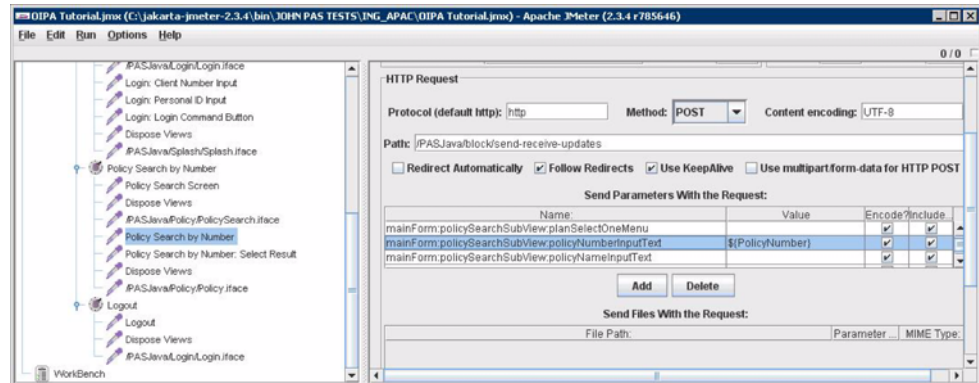 OIPA Tutorial.jmx (C:\jakarta-jmeter-2.3.4\bin\JOHN PAS TESTS\ING_APAC\OIPA Tutorial.jmx) - Apache JMeter (2.3.4 r785646)
File Edit Run Options Help
0 / 0
/PASJava/Login/Login.iface
Login: Client Number Input
Login: Personal ID Input
Login: Login Command Button
Dispose Views
/PASJava/Splash/Splash.iface
Policy Search by Number
Policy Search Screen
Dispose Views
/PASJava/Policy/PolicySearch.iface
Policy Search by Number
Policy Search by Number: Select Result
Dispose Views
/PASJava/Policy/Policy.iface
Logout
Logout
Dispose Views
/PASJava/Login/Login.iface
WorkBench
HTTP Request
Protocol (default http): http Method: POST Content encoding: UTF-8
Path: /PASJava/block/send-receive-updates
Redirect Automatically Follow Redirects Use KeepAlive Use multipart/form-data for HTTP POST
Send Parameters With the Request:
Name: Value Encode? Include...
mainForm:policySearchSubView:planSelectOneMenu
mainForm:policySearchSubView:policyNumberInputText ${PolicyNumber}
mainForm:policySearchSubView:policyNameInputText
Add Delete
Send Files With the Request:
File Path: Parameter ... MIME Type: